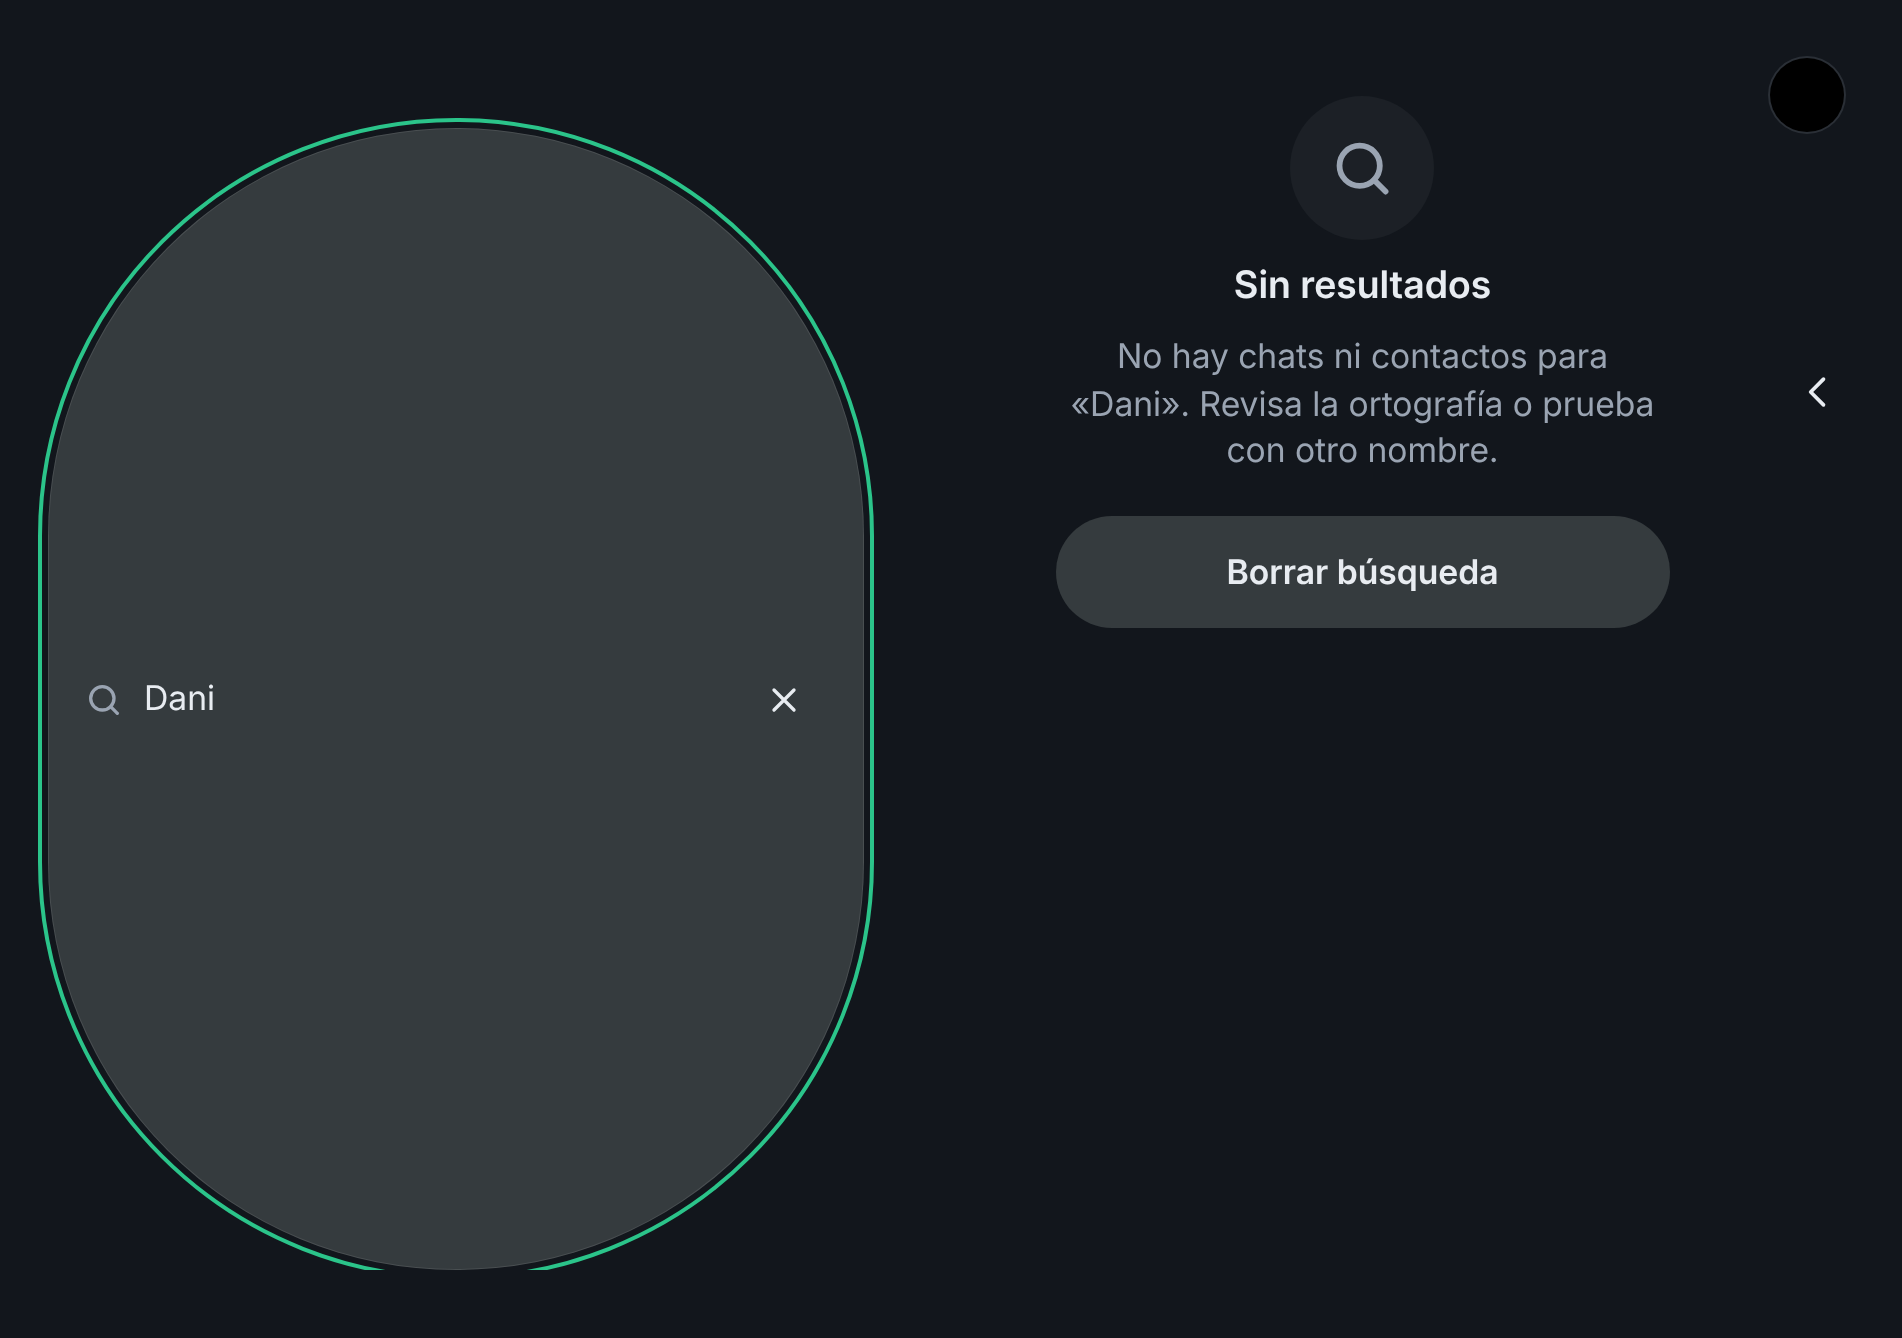 Dani
Sin resultados
No hay chats ni contactos para
«Dani». Revisa la ortografía o prueba
con otro nombre.
Borrar búsqueda